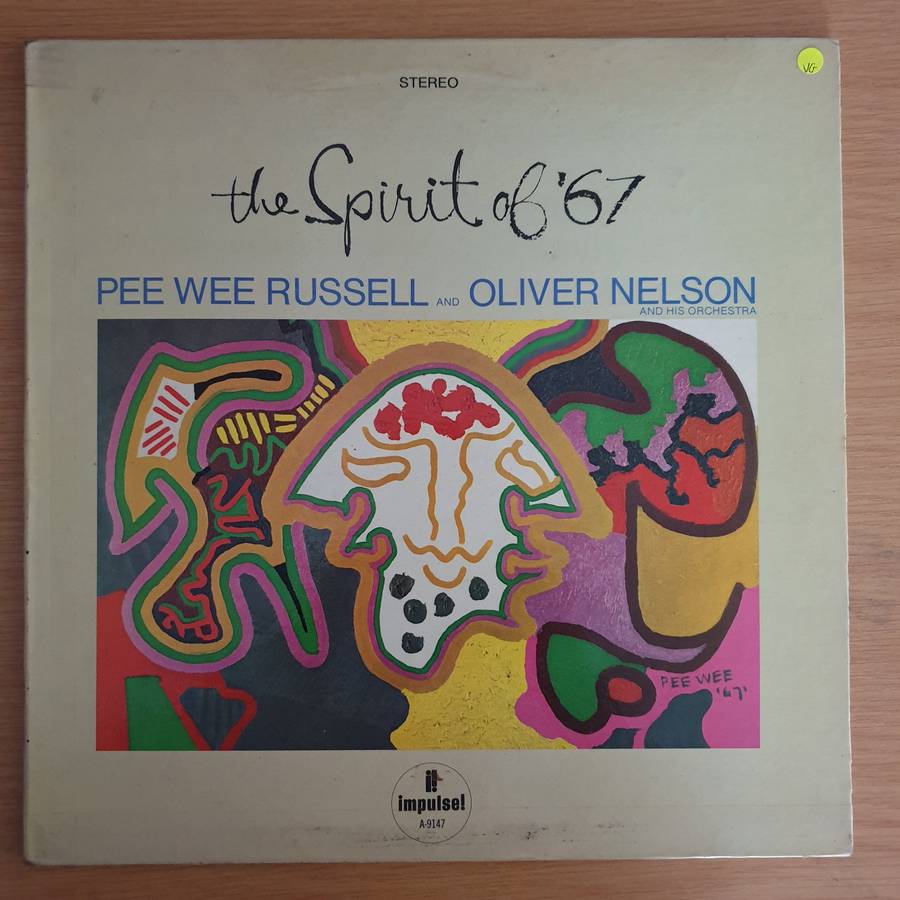 VG
STEREO
the Spirit of '67
PEE WEE RUSSELL AND OLIVER NELSON
AND HIS ORCHESTRA
PEE WEE
'67'
i!
impulse!
A-9147